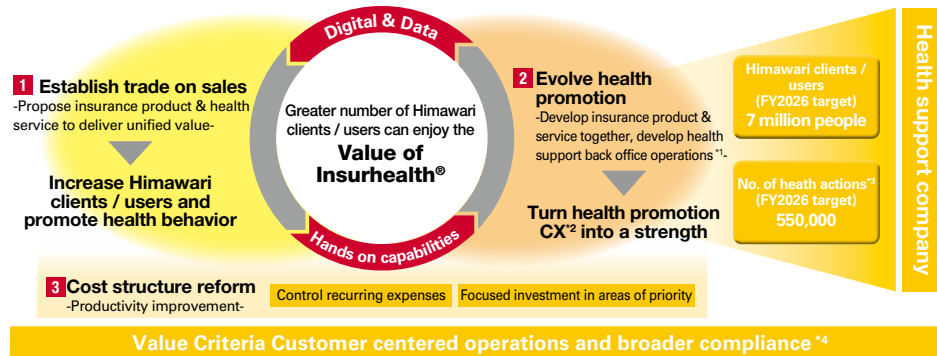 Digital & Data
1 Establish trade on sales
-Propose insurance product & health
service to deliver unified value-
Increase Himawari
clients / users and
promote health behavior
Greater number of Himawari
clients / users can enjoy the
Value of
Insurhealth®
Hands on capabilities
2 Evolve health
promotion
-Develop insurance product &
service together, develop health
support back office operations *1-
Turn health promotion
CX*2 into a strength
Himawari clients /
users
(FY2026 target)
7 million people
No. of heath actions*3
(FY2026 target)
550,000
Health support company
3 Cost structure reform
-Productivity improvement-
Control recurring expenses
Focused investment in areas of priority
Value Criteria Customer centered operations and broader compliance *4